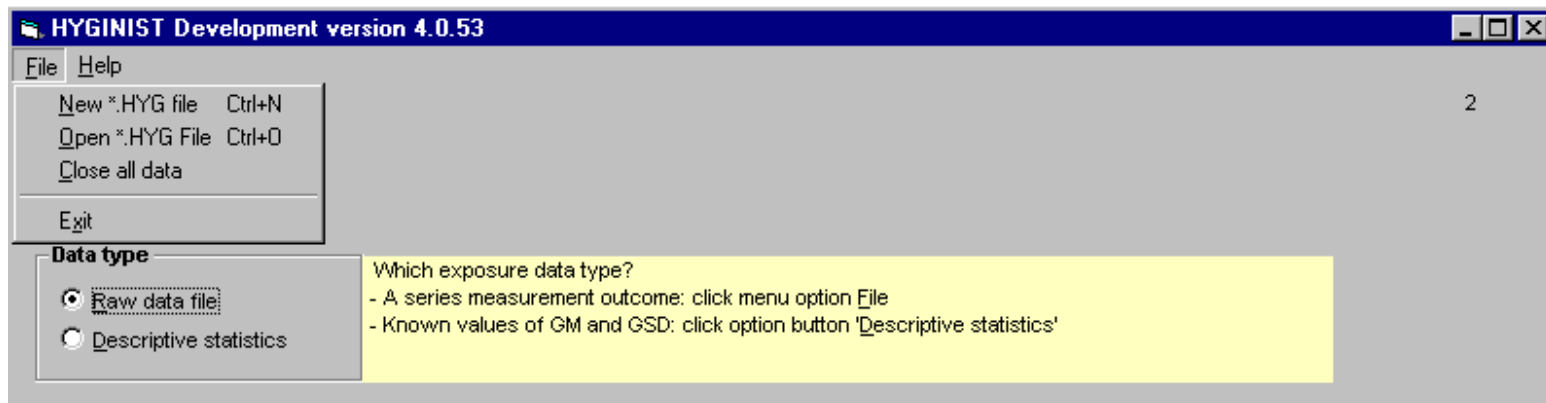 HYGINIST Development version 4.0.53
File Help
New *.HYG file Ctrl+N
2
Open *.HYG File Ctrl+O
Close all data
Exit
Data type
Raw data file
Descriptive statistics
Which exposure data type?
- A series measurement outcome: click menu option File
- Known values of GM and GSD: click option button 'Descriptive statistics'